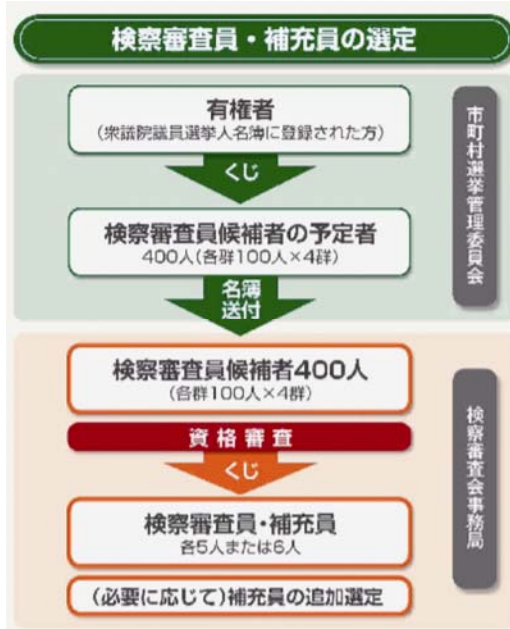 検察審査員・補充員の選定
有権者
(衆議院議員選挙人名簿に登録された方)
くじ
検察審査員候補者の予定者
400人(各群100人×4群)
市町村選挙管理委員会
名簿
送付
検察審査員候補者400人
(各群100人×4群)
資格審査
くじ
検察審査員・補充員
各5人または6人
(必要に応じて)補充員の追加選定
検察審査会事務局